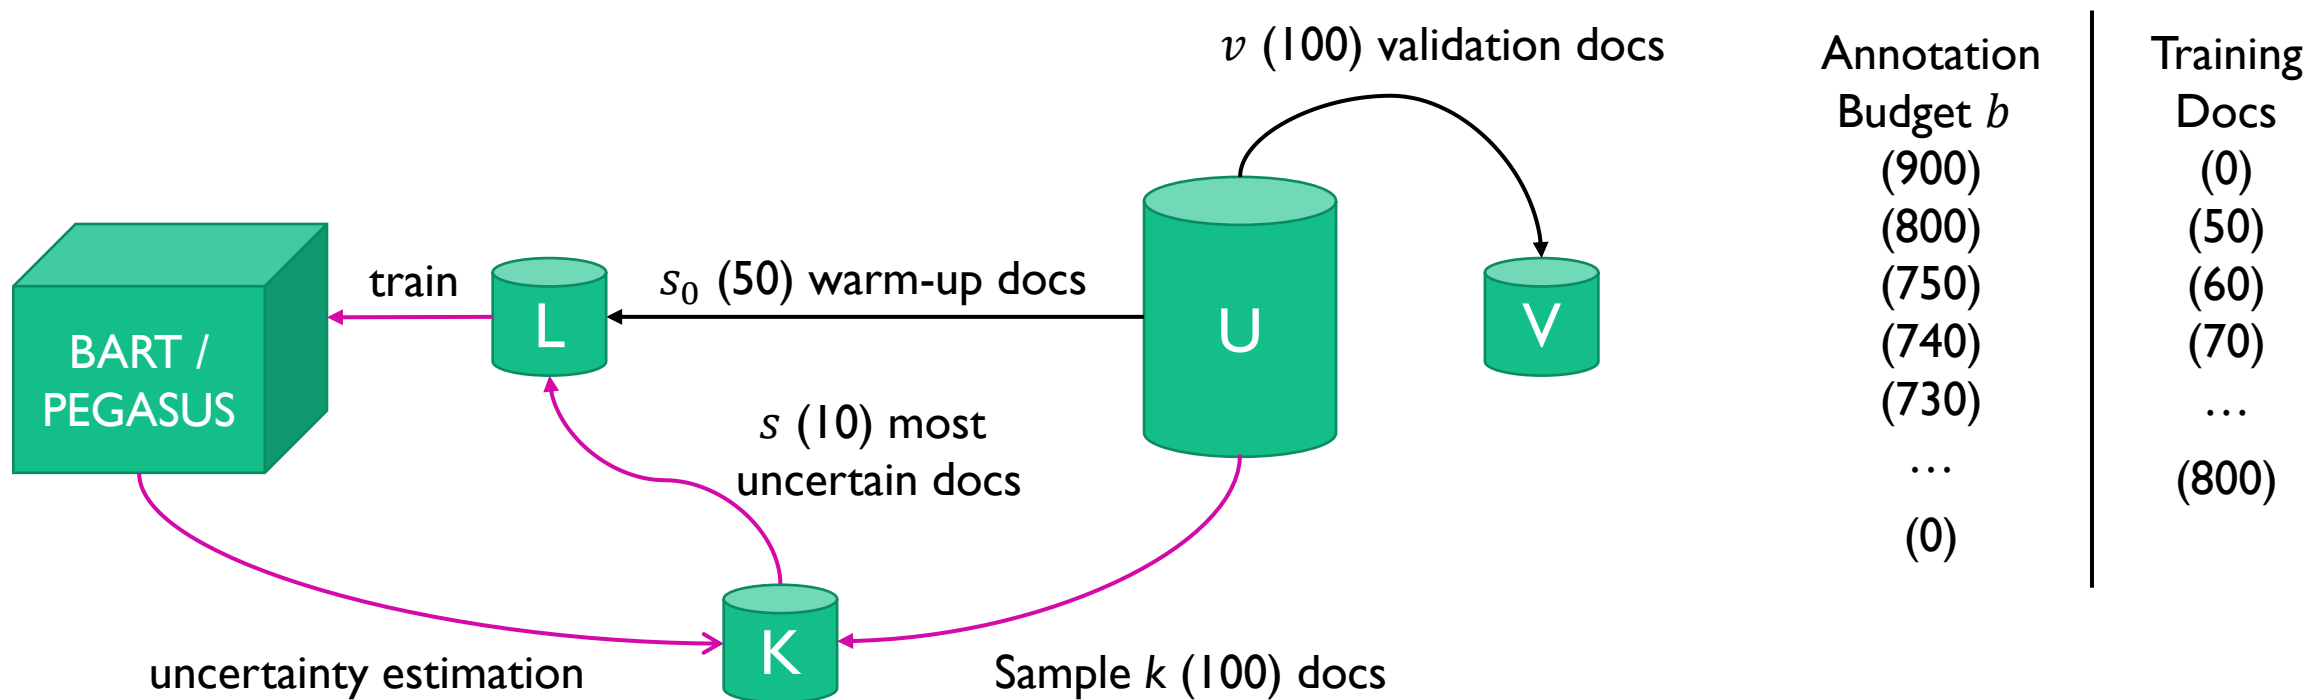 v (100) validation docs
train
s₀ (50) warm-up docs
BART /
PEGASUS
L
U
V
s (10) most
uncertain docs
K
uncertainty estimation
Sample k (100) docs
Annotation
Budget b
(900)
(800)
(750)
(740)
(730)
…
(0)
Training
Docs
(0)
(50)
(60)
(70)
…
(800)